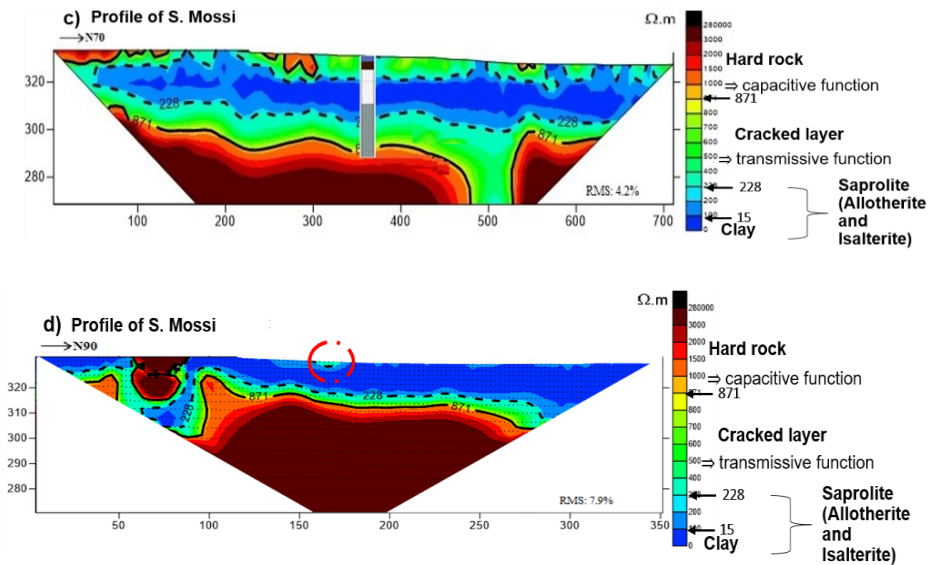 c) Profile of S. Mossi
N70
Ω.m
320
300
280
228
871
871
228
RMS: 4.2%
100 200 300 400 500 600 700
280000
3000
2000
1500
1000
800
700
600
500
400
300
200
100
0
Hard rock
⇒ capacitive function
871
Cracked layer
⇒ transmissive function
228
15
Clay
Saprolite
(Allotherite
and
Isalterite)
d) Profile of S. Mossi
N90
Ω.m
320
310
300
290
280
228
871
228
871
RMS: 7.9%
50 100 150 200 250 300 350
280000
3000
2000
1500
1000
800
700
600
500
400
200
100
0
Hard rock
⇒ capacitive function
871
Cracked layer
⇒ transmissive function
228
15
Clay
Saprolite
(Allotherite
and
Isalterite)